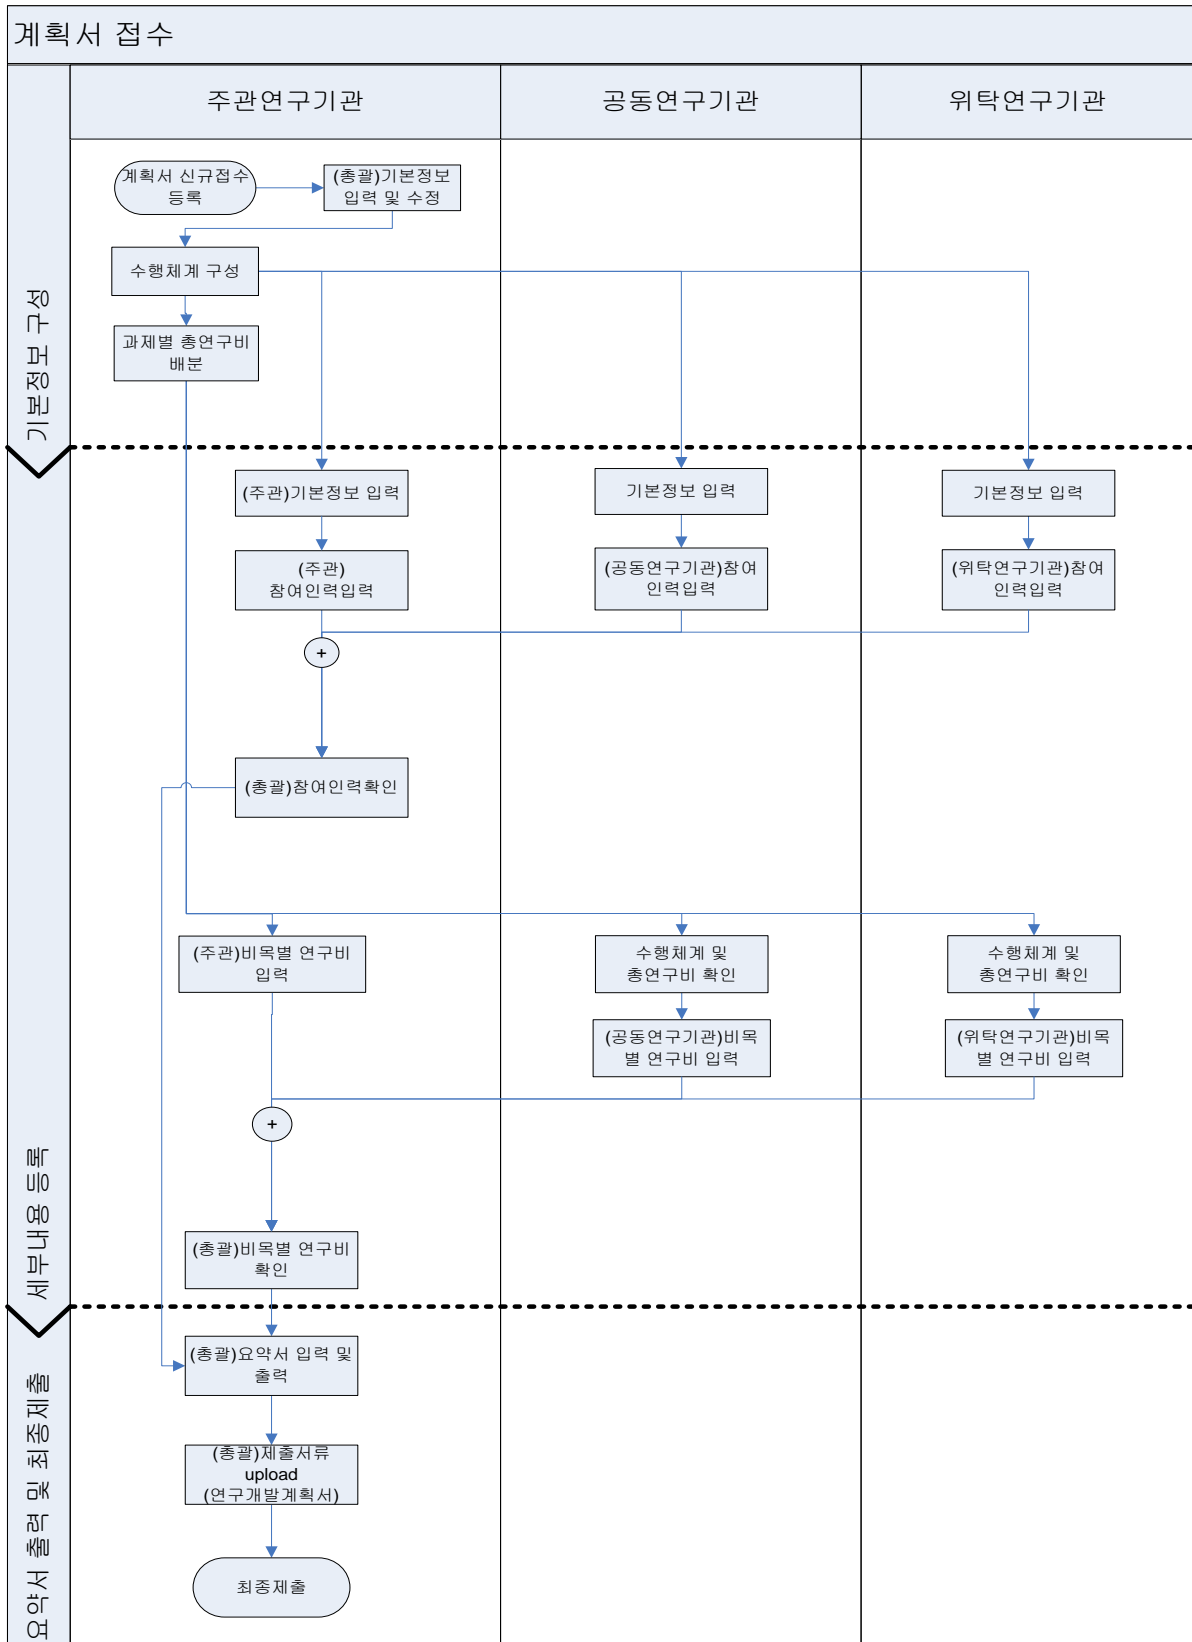 계획서 접수
주관연구기관
공동연구기관
위탁연구기관
기본정보 구성
계획서 신규접수
등록
(총괄)기본정보
입력 및 수정
수행체계 구성
과제별 총연구비
배분
세부내용 등록
(주관)기본정보 입력
기본정보 입력
기본정보 입력
(주관)
참여인력입력
(공동연구기관)참여
인력입력
(위탁연구기관)참여
인력입력
+
(총괄)참여인력확인
(주관)비목별 연구비
입력
수행체계 및
총연구비 확인
수행체계 및
총연구비 확인
(공동연구기관)비목
별 연구비 입력
(위탁연구기관)비목
별 연구비 입력
+
(총괄)비목별 연구비
확인
요약서 출력 및 최종제출
(총괄)요약서 입력 및
출력
(총괄)제출서류
upload
(연구개발계획서)
최종제출